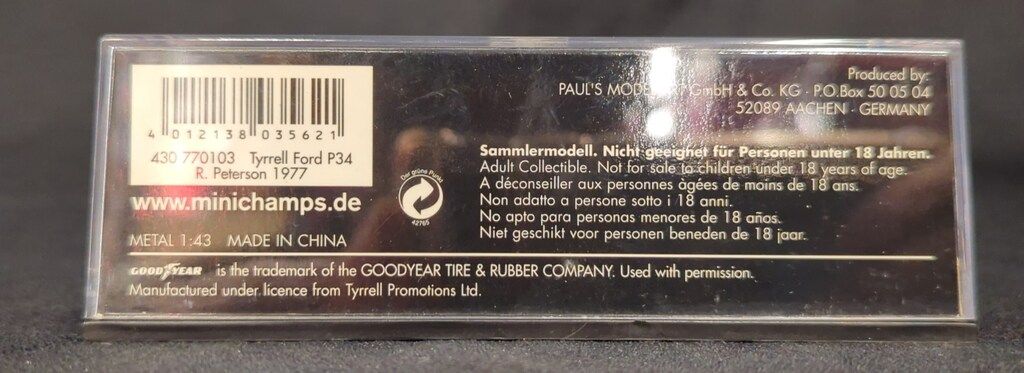 4 012138 035621
430 770103 Tyrrell Ford P34
R. Peterson 1977
www.minichamps.de
METAL 1:43 MADE IN CHINA
Der grüne Punkt
42765
Produced by:
PAUL'S MODEL ART GmbH & Co. KG · P.O.Box 50 05 04
52089 AACHEN · GERMANY
Sammlermodell. Nicht geeignet für Personen unter 18 Jahren.
Adult Collectible. Not for sale to children under 18 years of age.
A déconseiller aux personnes àgées de moins de 18 ans.
Non adatto a persone sotto i 18 anni.
No apto para personas menores de 18 años.
Niet geschikt voor personen beneden de 18 jaar.
GOODYEAR is the trademark of the GOODYEAR TIRE & RUBBER COMPANY. Used with permission.
Manufactured under licence from Tyrrell Promotions Ltd.